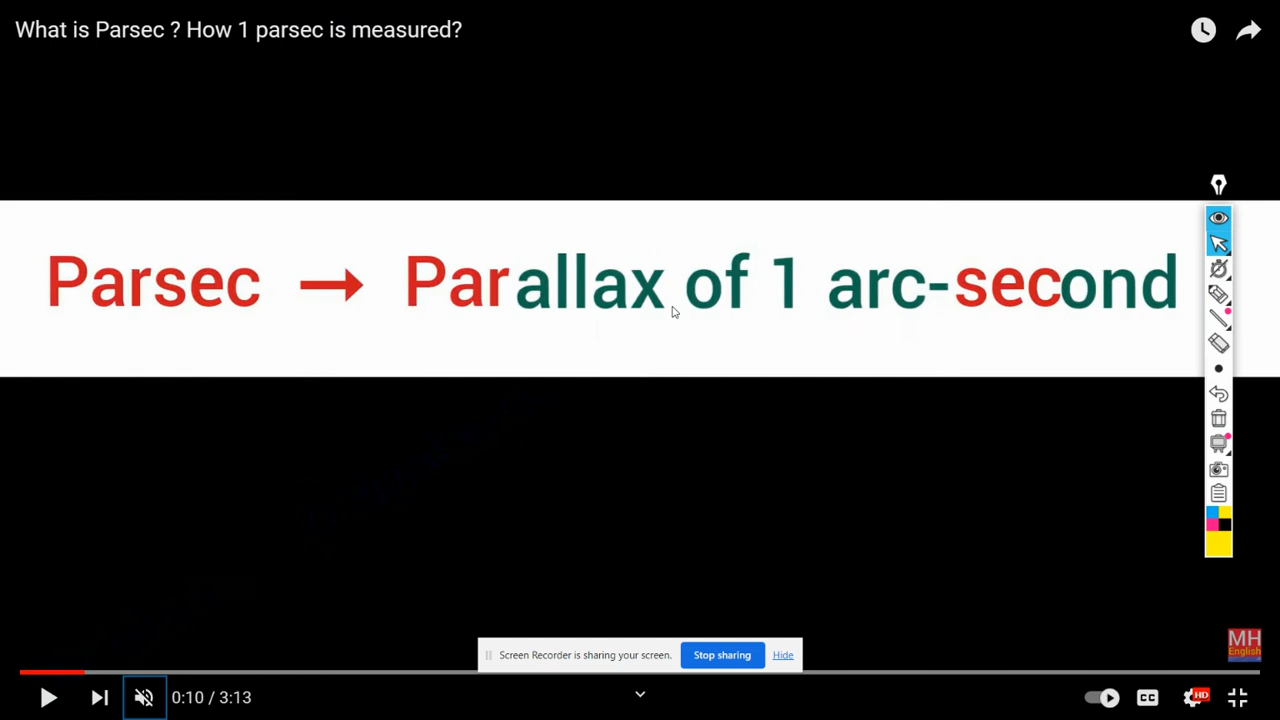 What is Parsec ? How 1 parsec is measured?
Parsec → Parallax of 1 arc-second
MH
English
Screen Recorder is sharing your screen. Stop sharing Hide
0:10 / 3:13
CC
HD